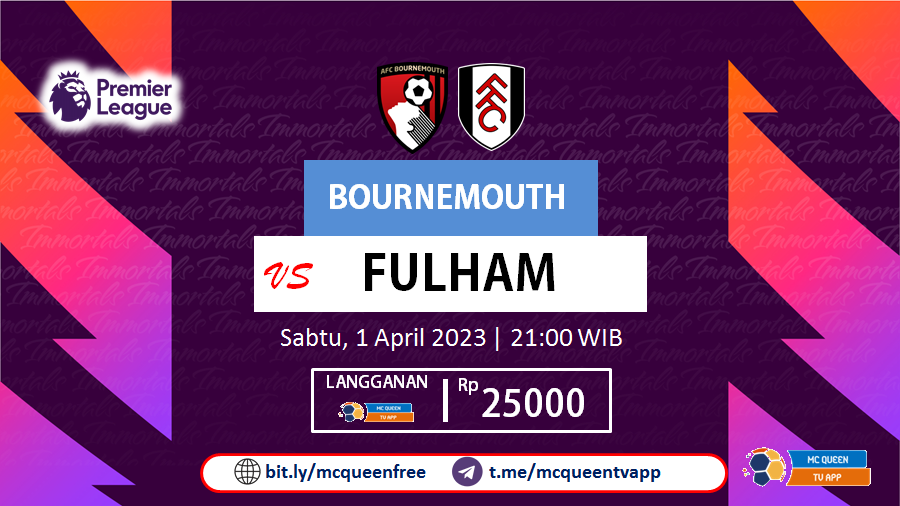 Premier
League
AFC BOURNEMOUTH
FFC
BOURNEMOUTH
VS FULHAM
Sabtu, 1 April 2023 | 21:00 WIB
LANGGANAN
MC QUEEN
TV APP
Rp 25000
bit.ly/mcqueenfree
t.me/mcqueentvapp
MC QUEEN
TV APP
Immortals